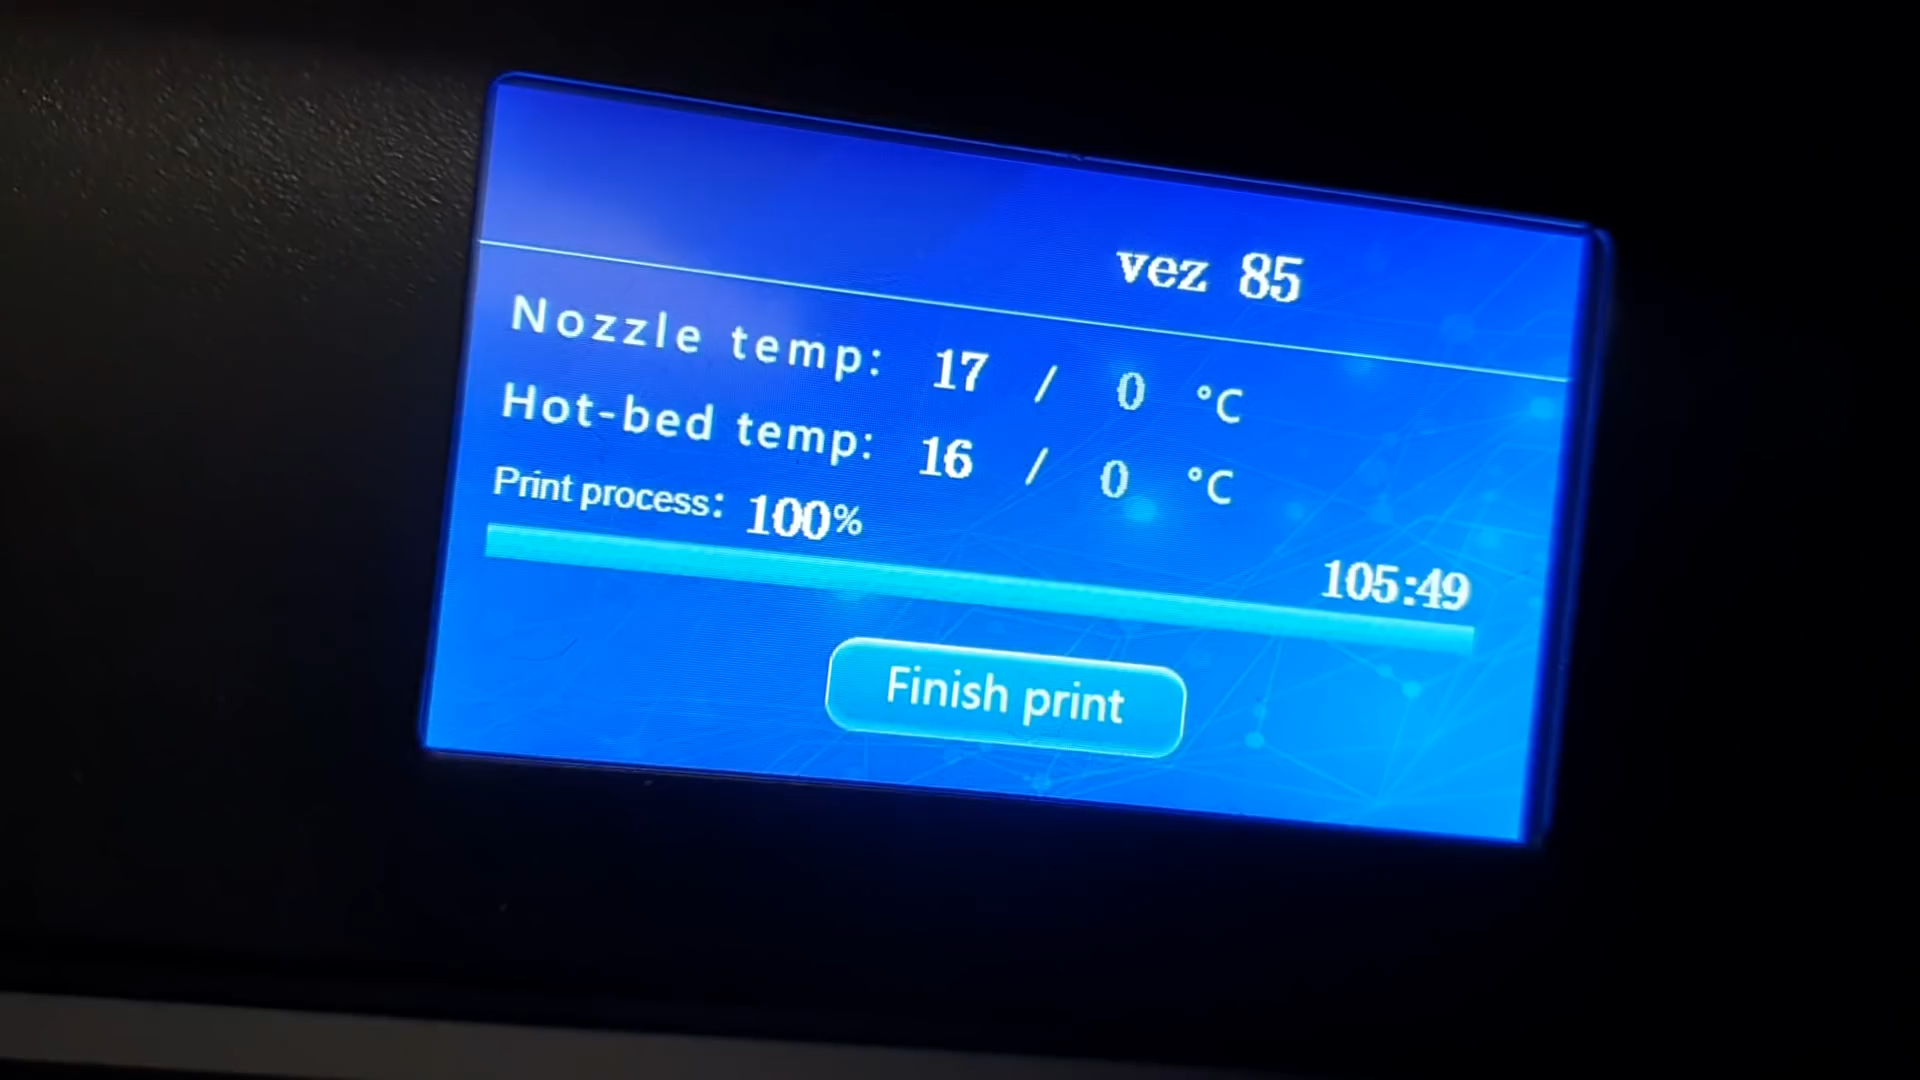 vez 85
Nozzle temp: 17 / 0 °C
Hot-bed temp: 16 / 0 °C
Print process: 100%
105:49
Finish print